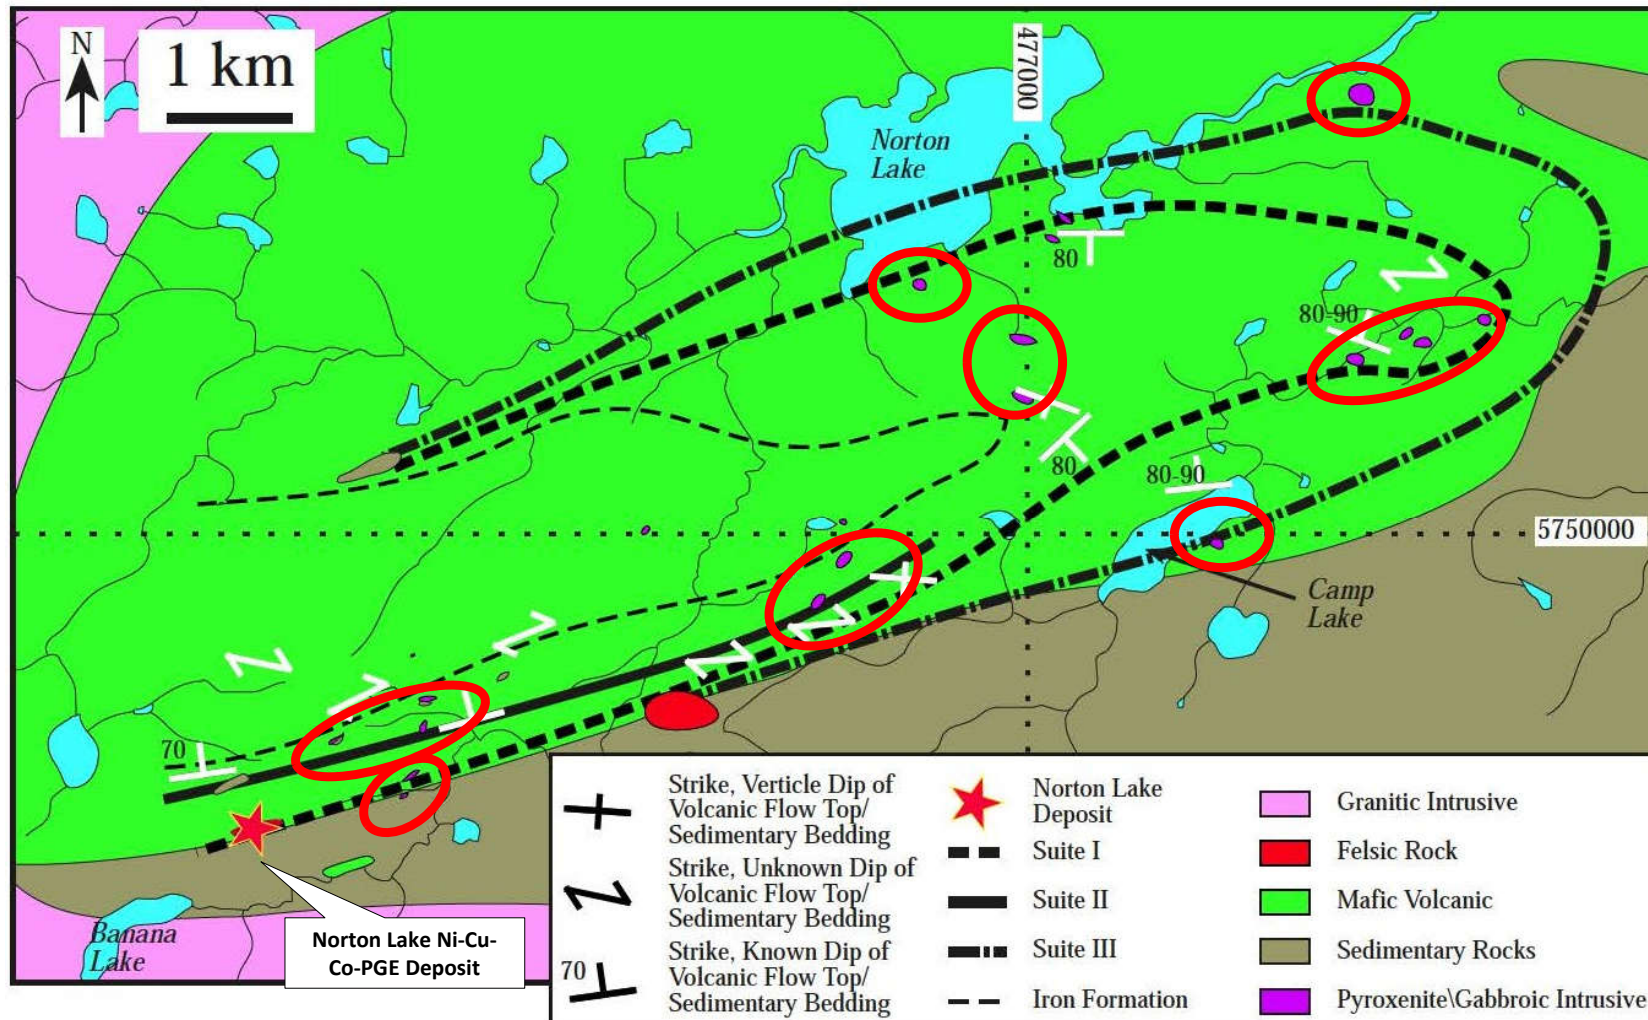 N
1 km
477000
Norton
Lake
80
80-90
80
80-90
5750000
Camp
Lake
70
Banana
Lake
Norton Lake Ni-Cu-
Co-PGE Deposit
Strike, Verticle Dip of
Volcanic Flow Top/
Sedimentary Bedding
Strike, Unknown Dip of
Volcanic Flow Top/
Sedimentary Bedding
70
Strike, Known Dip of
Volcanic Flow Top/
Sedimentary Bedding
Norton Lake
Deposit
Suite I
Suite II
Suite III
Iron Formation
Granitic Intrusive
Felsic Rock
Mafic Volcanic
Sedimentary Rocks
Pyroxenite\Gabbroic Intrusive